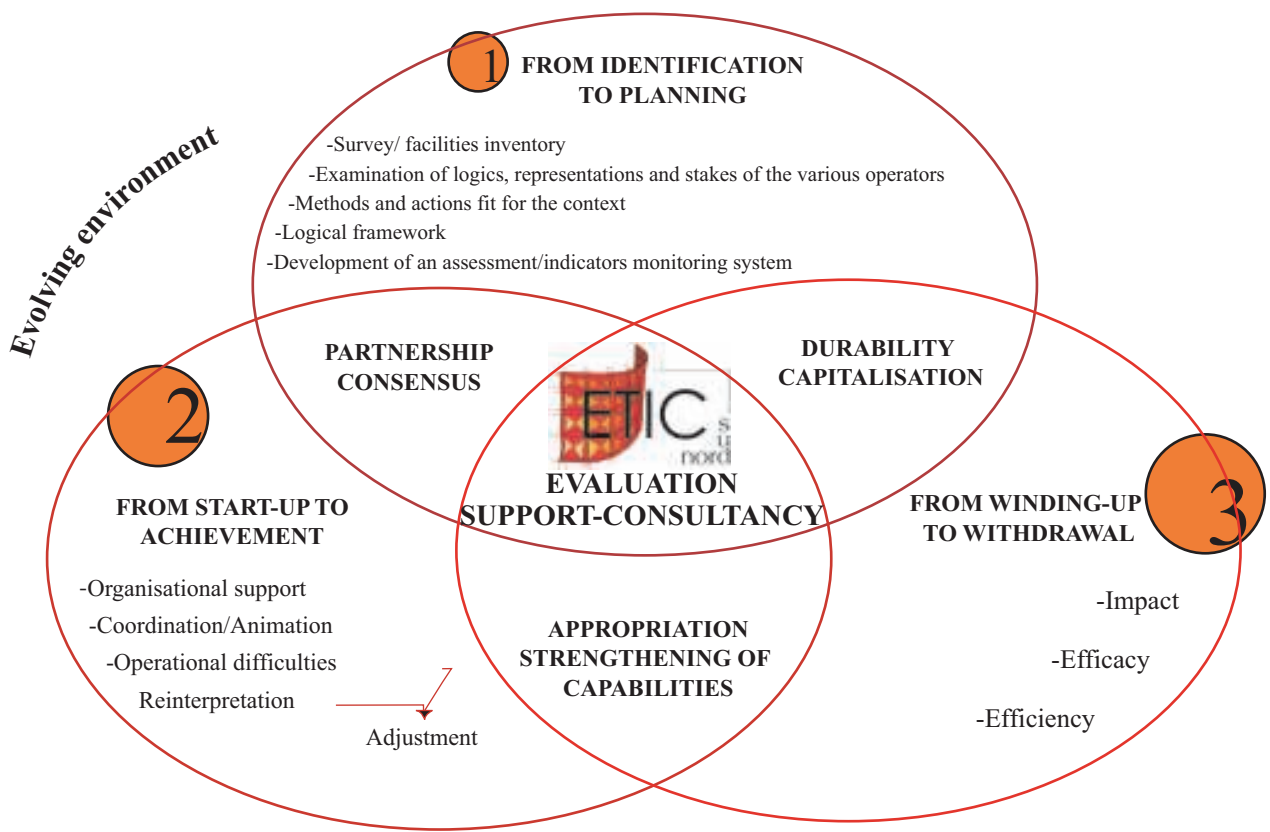 Evolving environment
1
FROM IDENTIFICATION
TO PLANNING
-Survey/ facilities inventory
-Examination of logics, representations and stakes of the various operators
-Methods and actions fit for the context
-Logical framework
-Development of an assessment/indicators monitoring system
PARTNERSHIP
CONSENSUS
DURABILITY
CAPITALISATION
ETIC
s
u
nord
EVALUATION
SUPPORT-CONSULTANCY
2
FROM START-UP TO
ACHIEVEMENT
-Organisational support
-Coordination/Animation
-Operational difficulties
Reinterpretation
Adjustment
APPROPRIATION
STRENGTHENING OF
CAPABILITIES
3
FROM WINDING-UP
TO WITHDRAWAL
-Impact
-Efficacy
-Efficiency